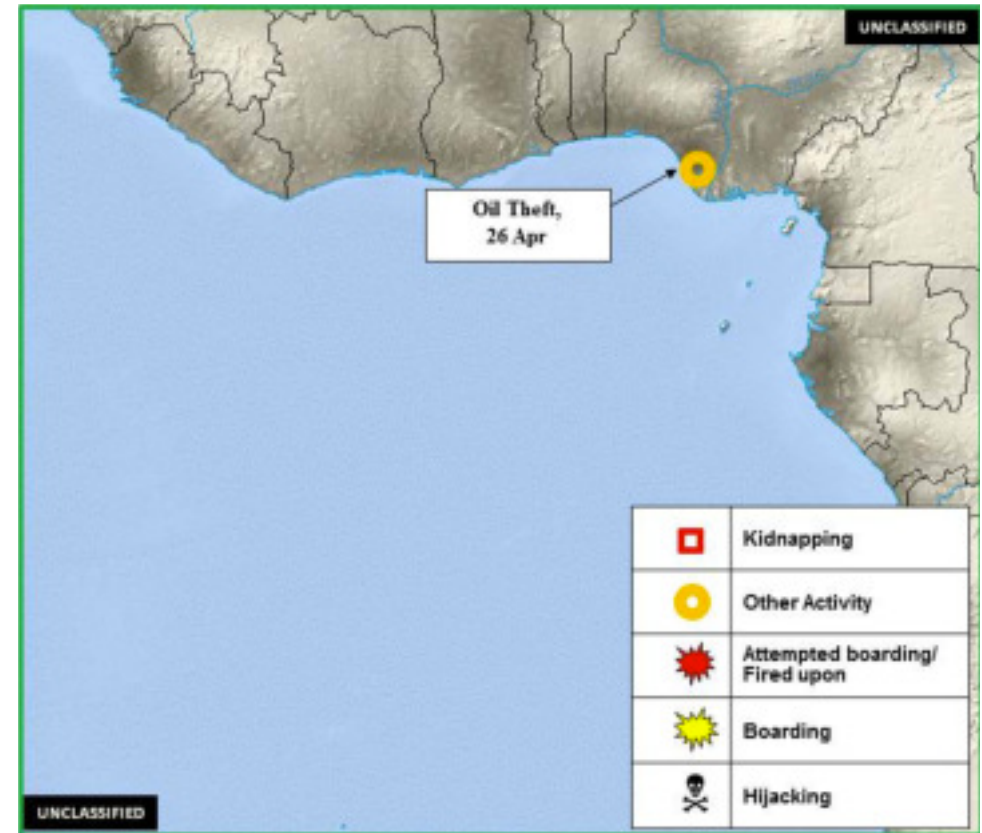 UNCLASSIFIED
Oil Theft,
26 Apr
Kidnapping
Other Activity
Attempted boarding/
Fired upon
Boarding
Hijacking
UNCLASSIFIED